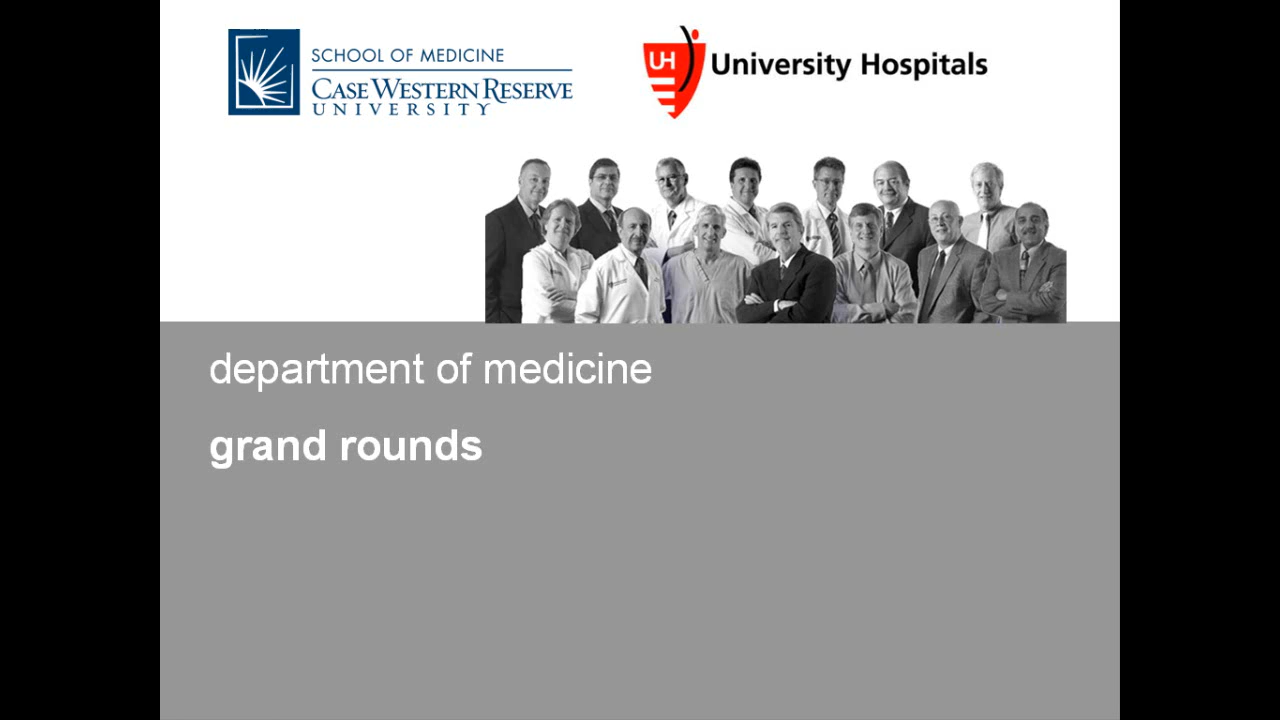 SCHOOL OF MEDICINE
CASE WESTERN RESERVE
UNIVERSITY
UH University Hospitals
department of medicine
grand rounds